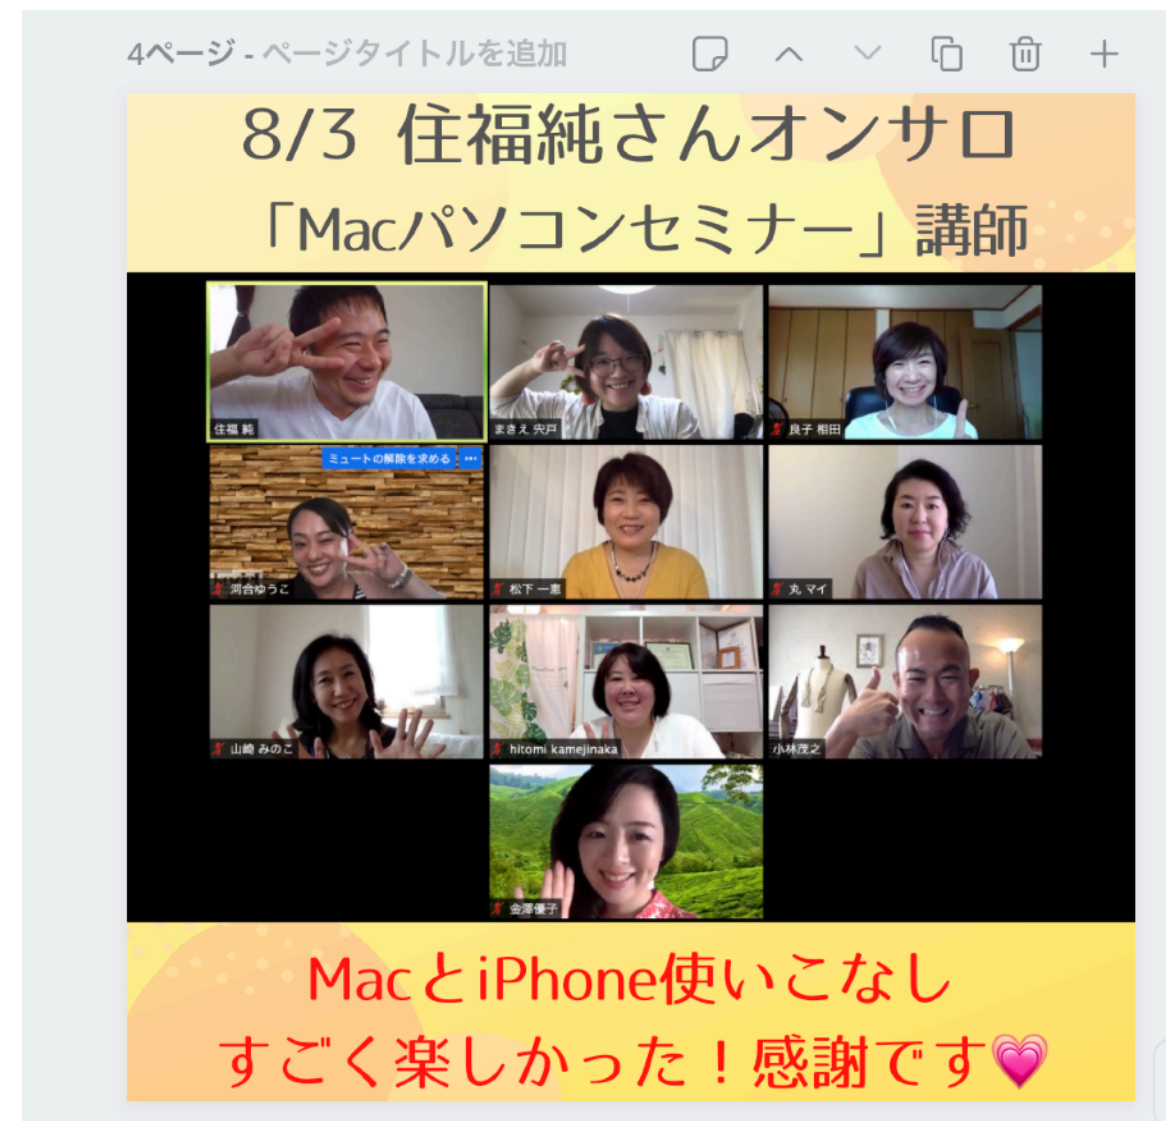 4ページ - ページタイトルを追加
8/3 住福純さんオンサロ
「Macパソコンセミナー」講師
住福 純
まきえ 宍戸
良子 相田
ミュートの解除を求める ...
河合ゆうこ
松下 一恵
丸 マイ
山崎 みのこ
hitomi kamejinaka
小林茂之
金澤優子
MacとiPhone使いこなし
すごく楽しかった！感謝です💗